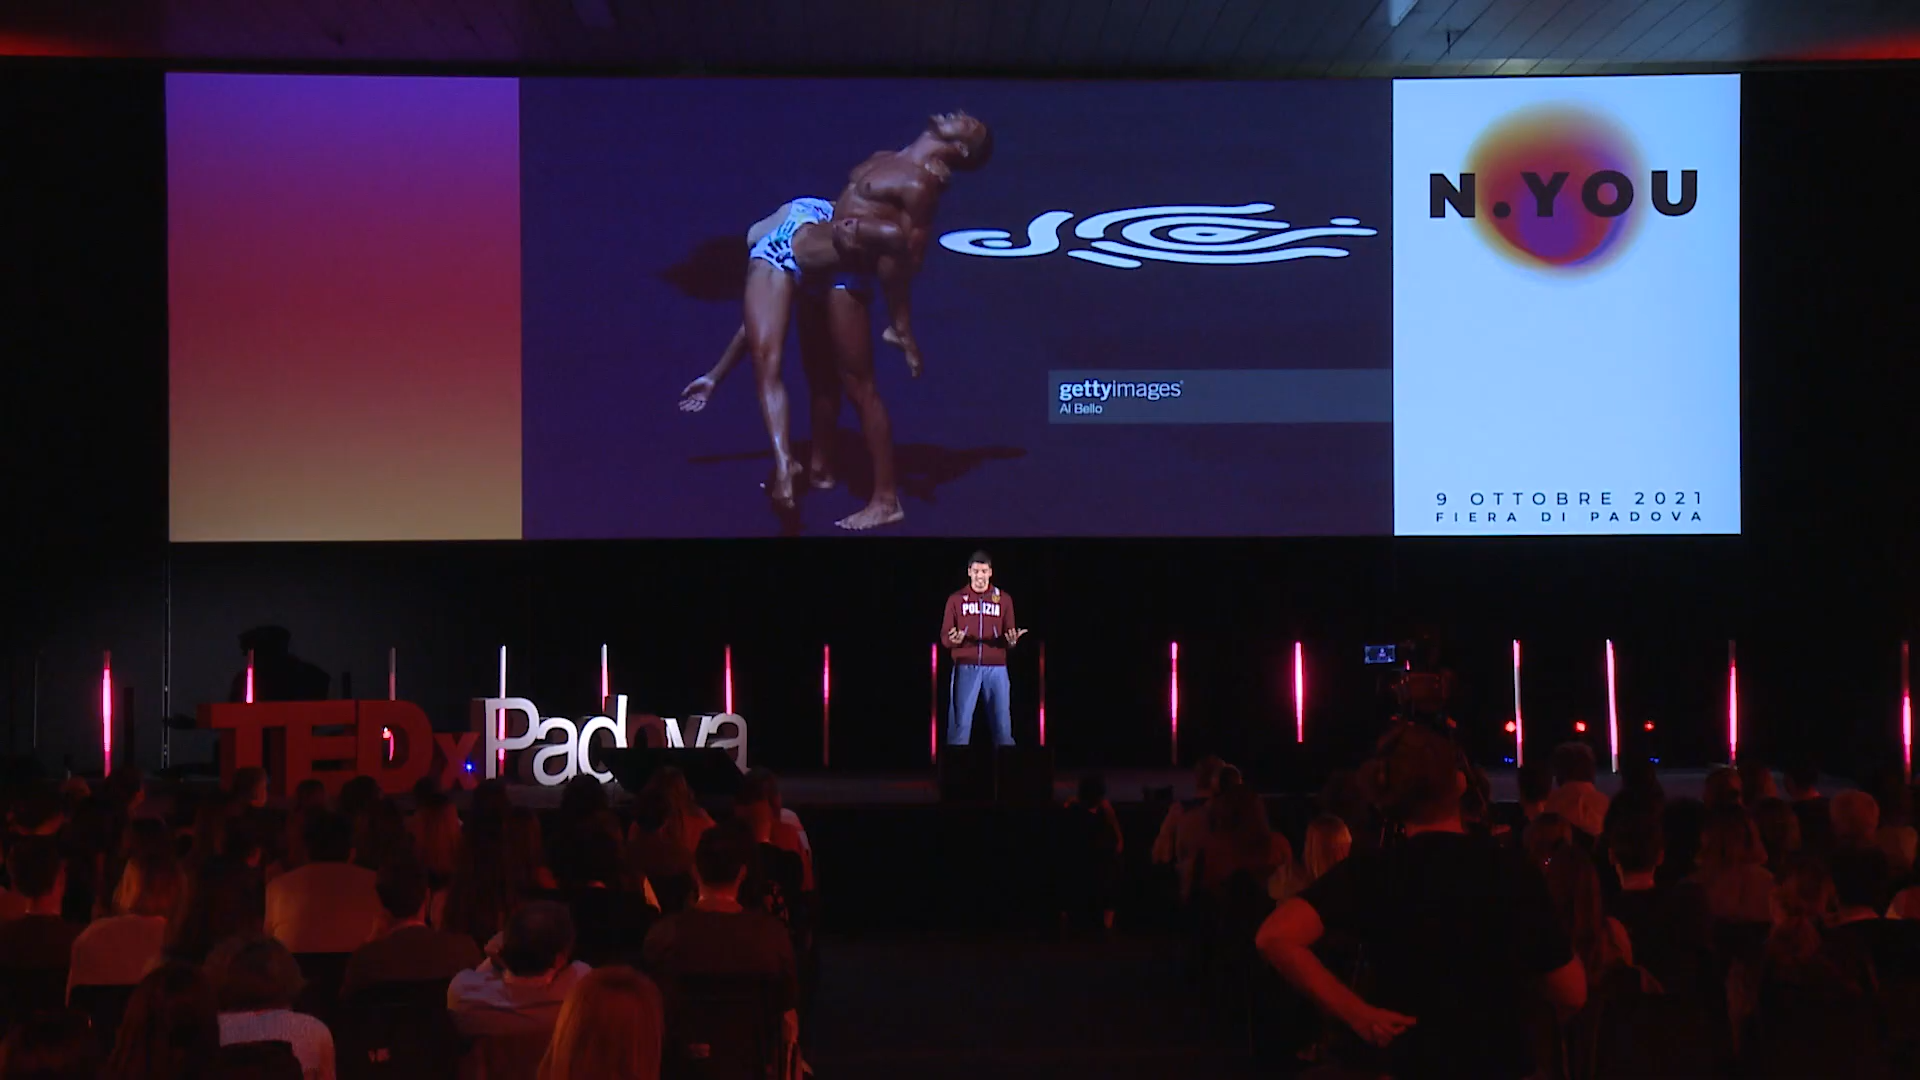 N.YOU
gettyimages®
Al Bello
9 OTTOBRE 2021
FIERA DI PADOVA
POLIZIA
TEDxPadova